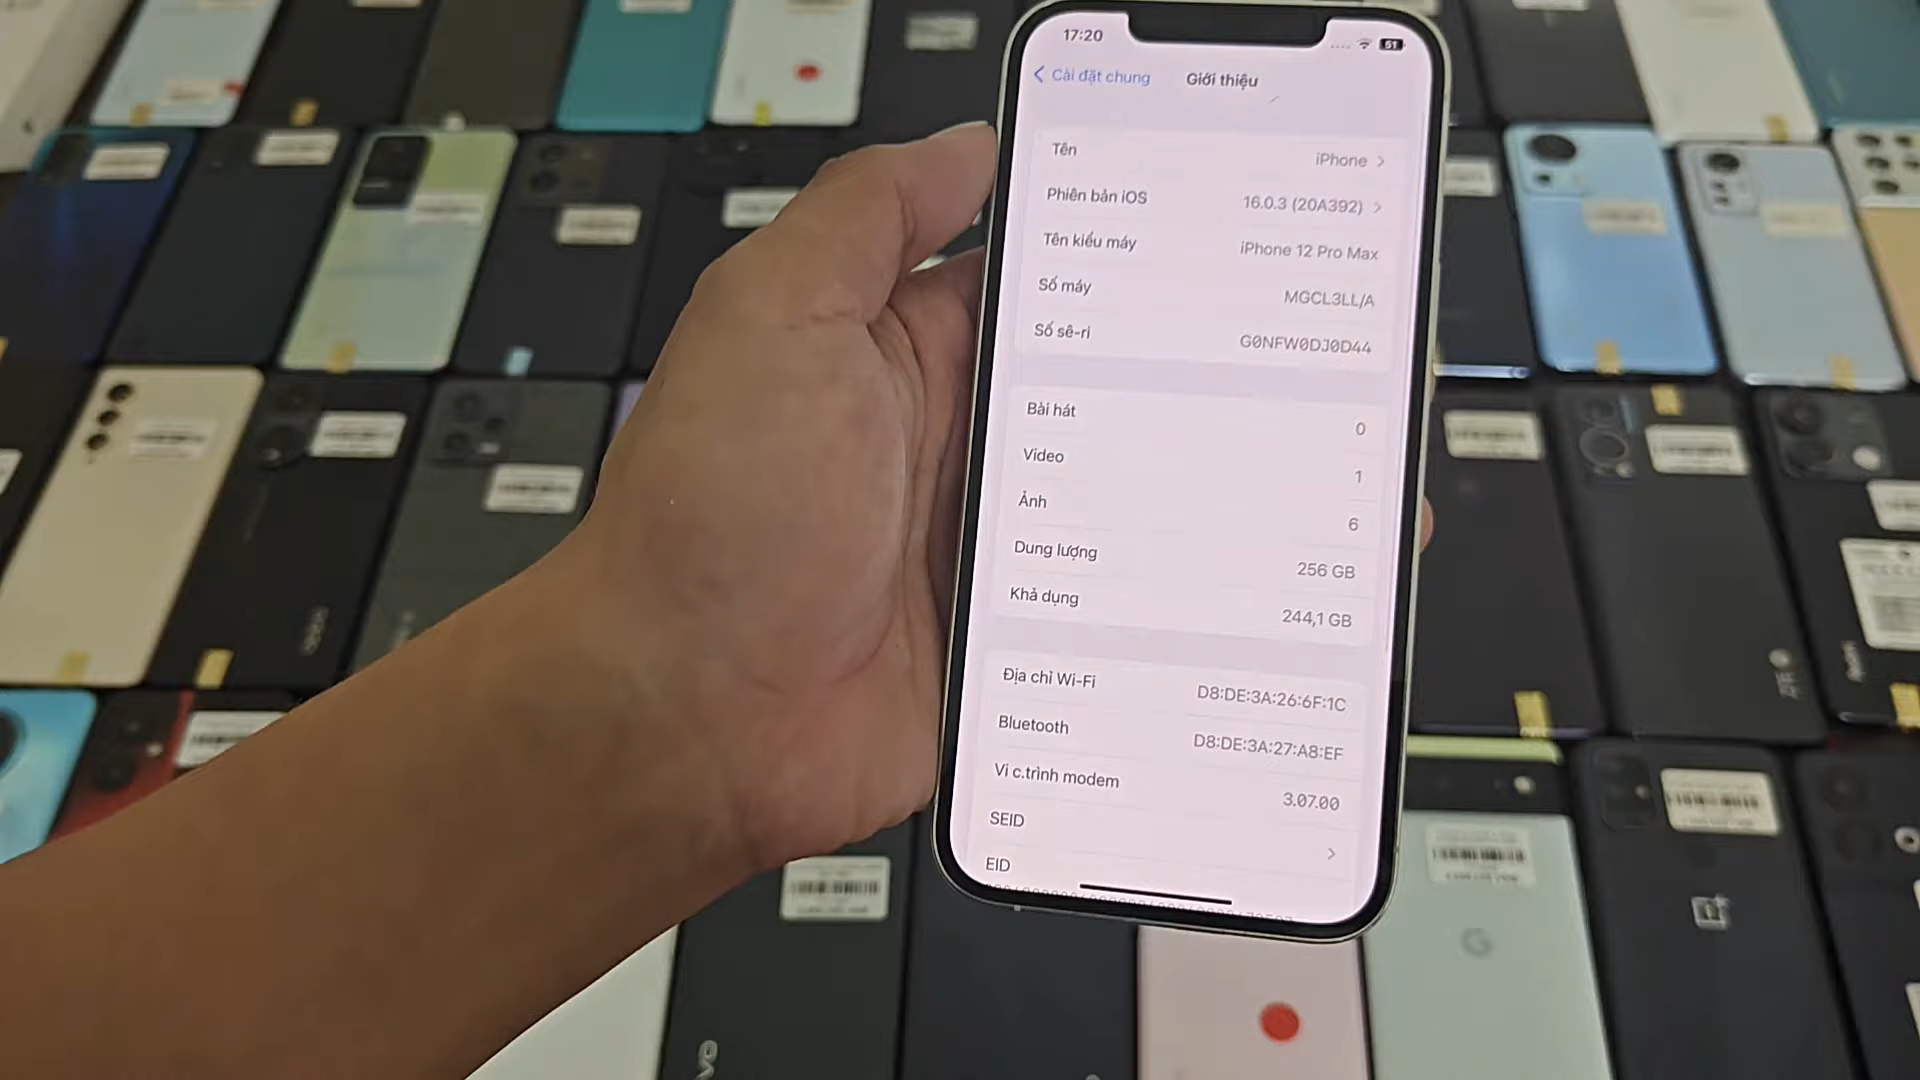 17:20
51
Cài đặt chung
Giới thiệu
Tên
iPhone
Phiên bản iOS
16.0.3 (20A392)
Tên kiểu máy
iPhone 12 Pro Max
Số máy
MGCL3LL/A
Số sê-ri
G0NFW0DJ0D44
Bài hát
0
Video
1
Ảnh
6
Dung lượng
256 GB
Khả dụng
244,1 GB
Địa chỉ Wi-Fi
D8:DE:3A:26:6F:1C
Bluetooth
D8:DE:3A:27:A8:EF
Vi c.trình modem
3.07.00
SEID
EID